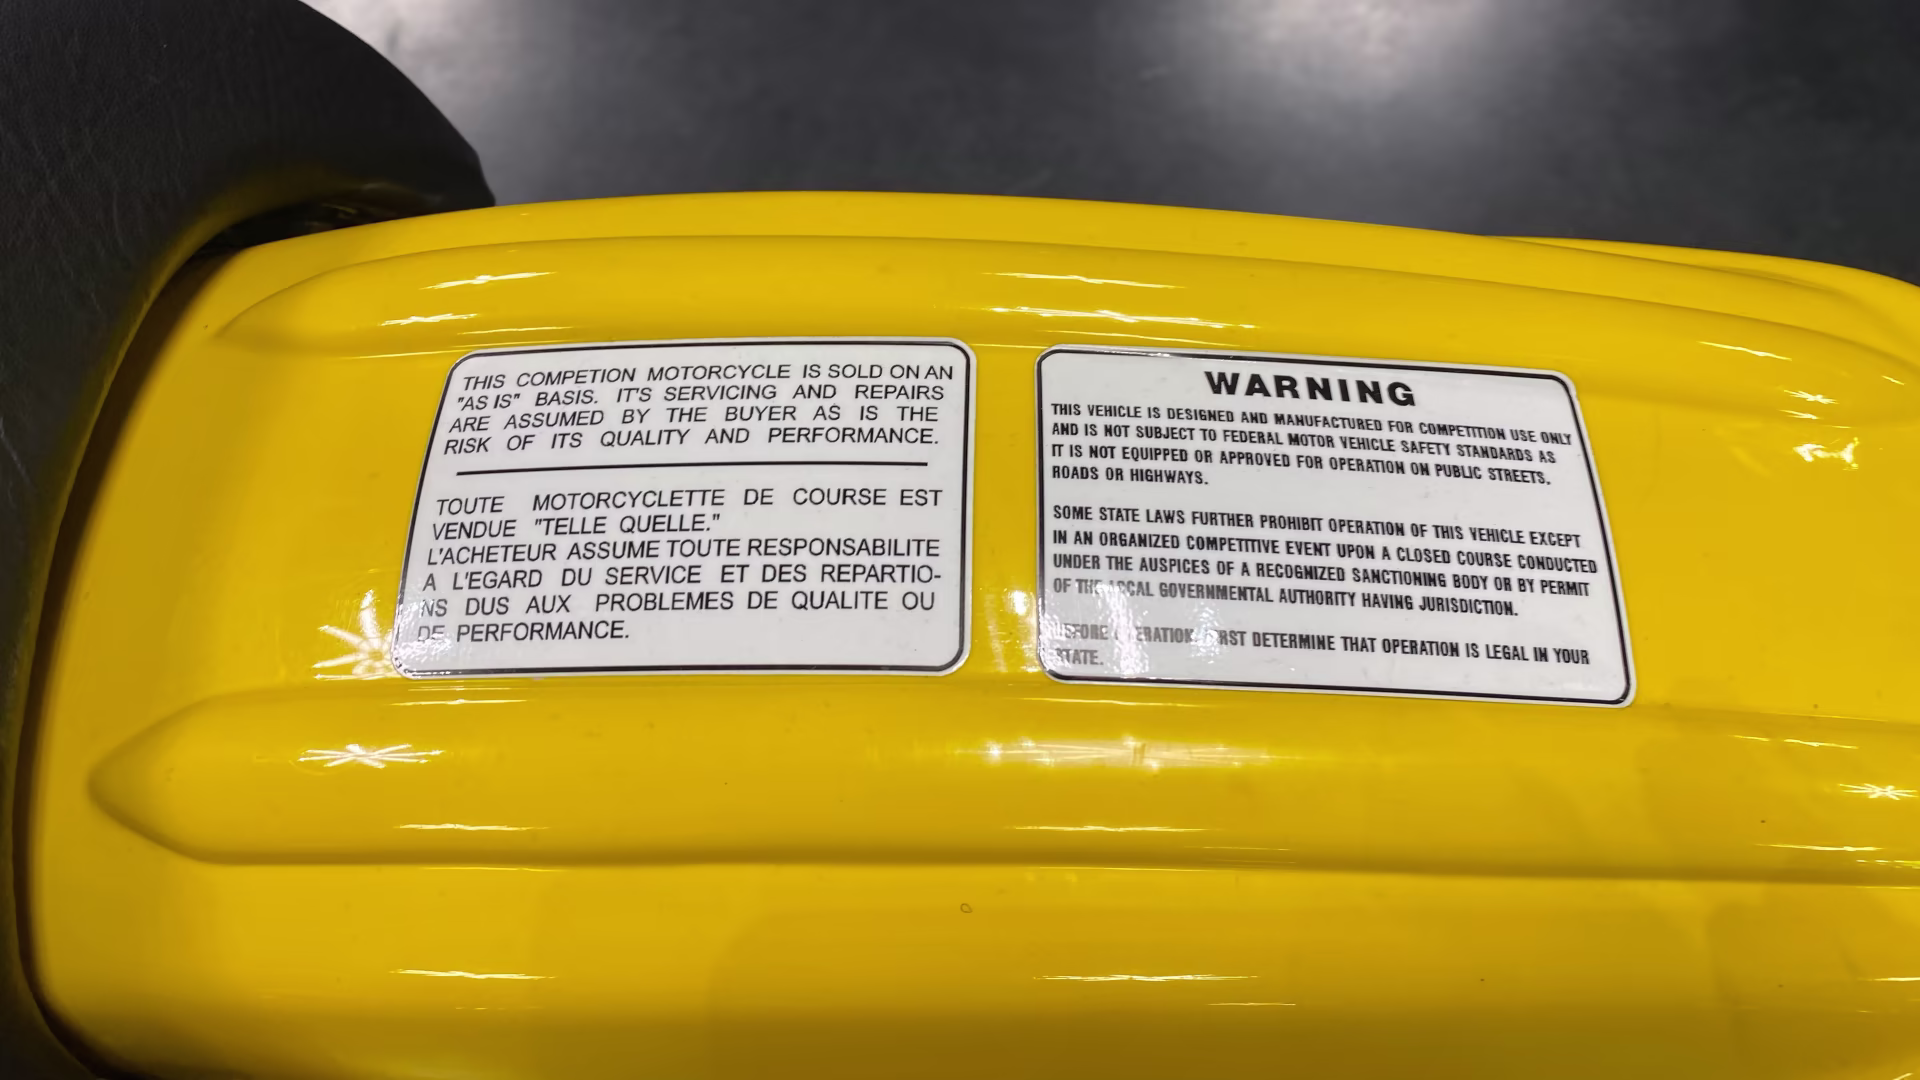 THIS COMPETION MOTORCYCLE IS SOLD ON AN
"AS IS" BASIS. IT'S SERVICING AND REPAIRS
ARE ASSUMED BY THE BUYER AS IS THE
RISK OF ITS QUALITY AND PERFORMANCE.
TOUTE MOTORCYCLETTE DE COURSE EST
VENDUE "TELLE QUELLE."
L'ACHETEUR ASSUME TOUTE RESPONSABILITE
A L'EGARD DU SERVICE ET DES REPARTIO-
NS DUS AUX PROBLEMES DE QUALITE OU
DE PERFORMANCE.
WARNING
THIS VEHICLE IS DESIGNED AND MANUFACTURED FOR COMPETITION USE ONLY
AND IS NOT SUBJECT TO FEDERAL MOTOR VEHICLE SAFETY STANDARDS AS
IT IS NOT EQUIPPED OR APPROVED FOR OPERATION ON PUBLIC STREETS,
ROADS OR HIGHWAYS.
SOME STATE LAWS FURTHER PROHIBIT OPERATION OF THIS VEHICLE EXCEPT
IN AN ORGANIZED COMPETITIVE EVENT UPON A CLOSED COURSE CONDUCTED
UNDER THE AUSPICES OF A RECOGNIZED SANCTIONING BODY OR BY PERMIT
OF THE LOCAL GOVERNMENTAL AUTHORITY HAVING JURISDICTION.
BEFORE OPERATION, FIRST DETERMINE THAT OPERATION IS LEGAL IN YOUR
STATE.